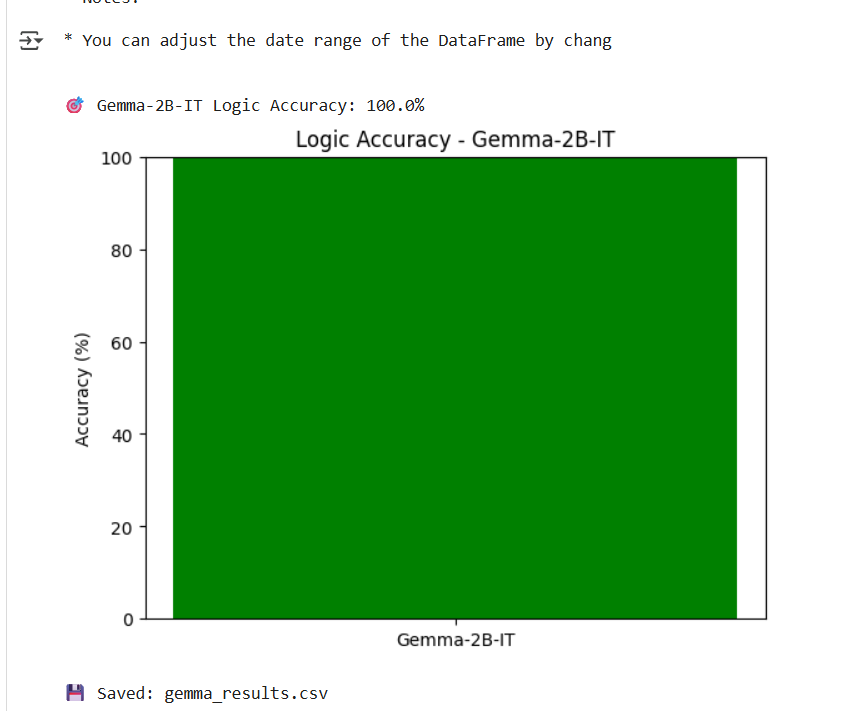 Notes:
* You can adjust the date range of the DataFrame by chang
🎯 Gemma-2B-IT Logic Accuracy: 100.0%
Logic Accuracy - Gemma-2B-IT
100
80
60
40
20
0
Accuracy (%)
Gemma-2B-IT
💾 Saved: gemma_results.csv